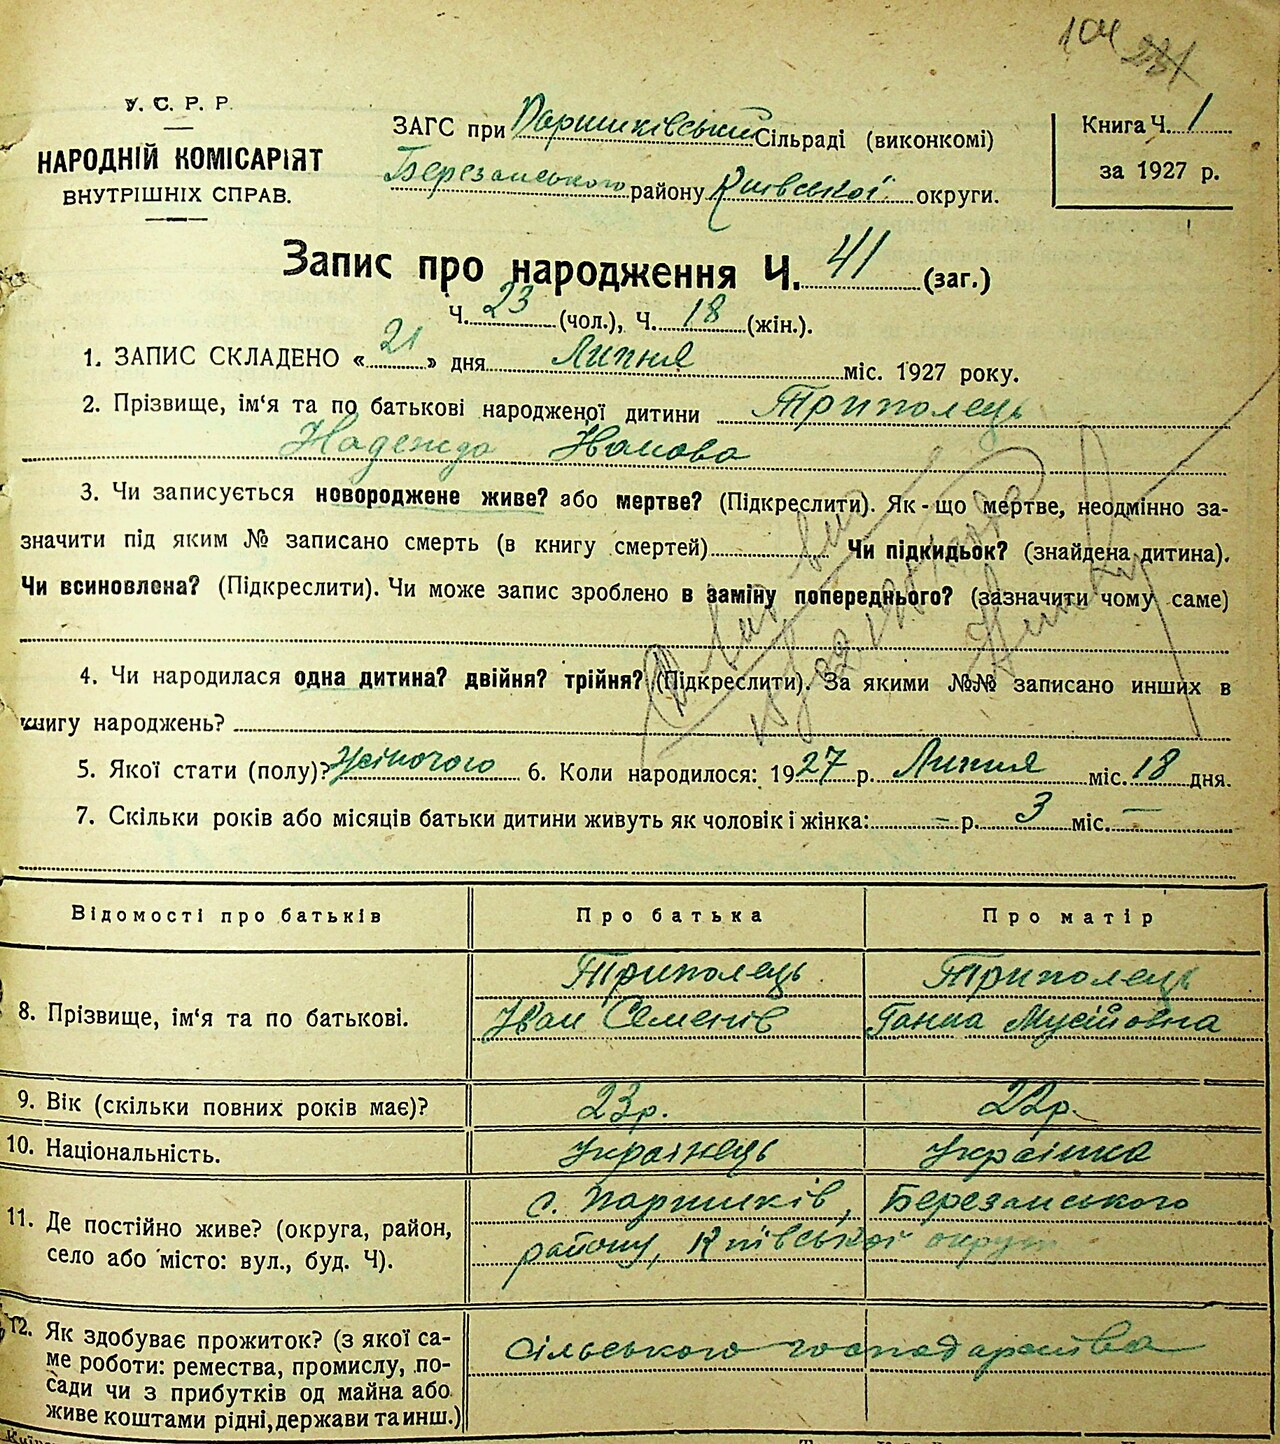 104 231
У. С. Р. Р.
НАРОДНІЙ КОМІСАРІЯТ
ВНУТРІШНІХ СПРАВ.
ЗАГС при Паршиківський Сільраді (виконкомі)
Березанського району Київської округи.
Книга Ч. 1
за 1927 р.
Запис про народження Ч. 41 (заг.)
Ч. 23 (чол.), Ч. 18 (жін.).
1. ЗАПИС СКЛАДЕНО « 21 » дня Липня міс. 1927 року.
2. Прізвище, ім'я та по батькові народженої дитини Триполець
Надежда Іванова
3. Чи записується новороджене живе? або мертве? (Підкреслити). Як-що мертве, неодмінно за-
значити під яким № записано смерть (в книгу смертей) Чи підкидьок? (знайдена дитина).
Чи всиновлена? (Підкреслити). Чи може запис зроблено в заміну попереднього? (зазначити чому саме)
4. Чи народилася одна дитина? двійня? трійня? (Підкреслити). За якими №№ записано инших в
книгу народжень?
5. Якої стати (полу)? Жіночого 6. Коли народилося: 1927 р. Липня міс. 18 дня.
7. Скільки років або місяців батьки дитини живуть як чоловік і жінка: – р. 3 міс. –
Відомості про батьків Про батька Про матір
8. Прізвище, ім'я та по батькові. Триполець Триполець
Іван Семенів Ганна Мусійовна
9. Вік (скільки повних років має)? 23р. 22р.
10. Національність. Українець Українка
11. Де постійно живе? (округа, район, село або місто: вул., буд. Ч). с. Паршиків, Березанського
району, Київської округи
12. Як здобуває прожиток? (з якої са-
ме роботи: ремества, промислу, по-
сади чи з прибутків од майна або
живе коштами рідні, держави та инш.) сільського господарства